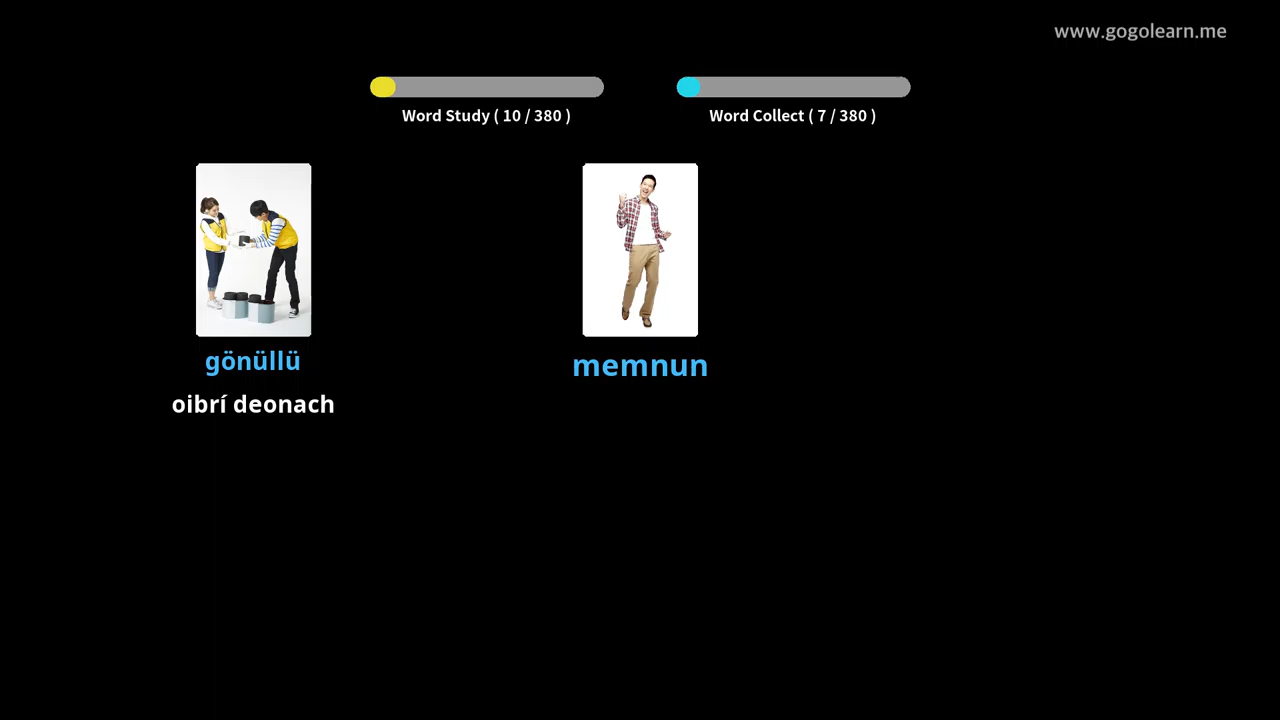 www.gogolearn.me
Word Study ( 10 / 380 )
Word Collect ( 7 / 380 )
gönüllü
oibrí deonach
memnun